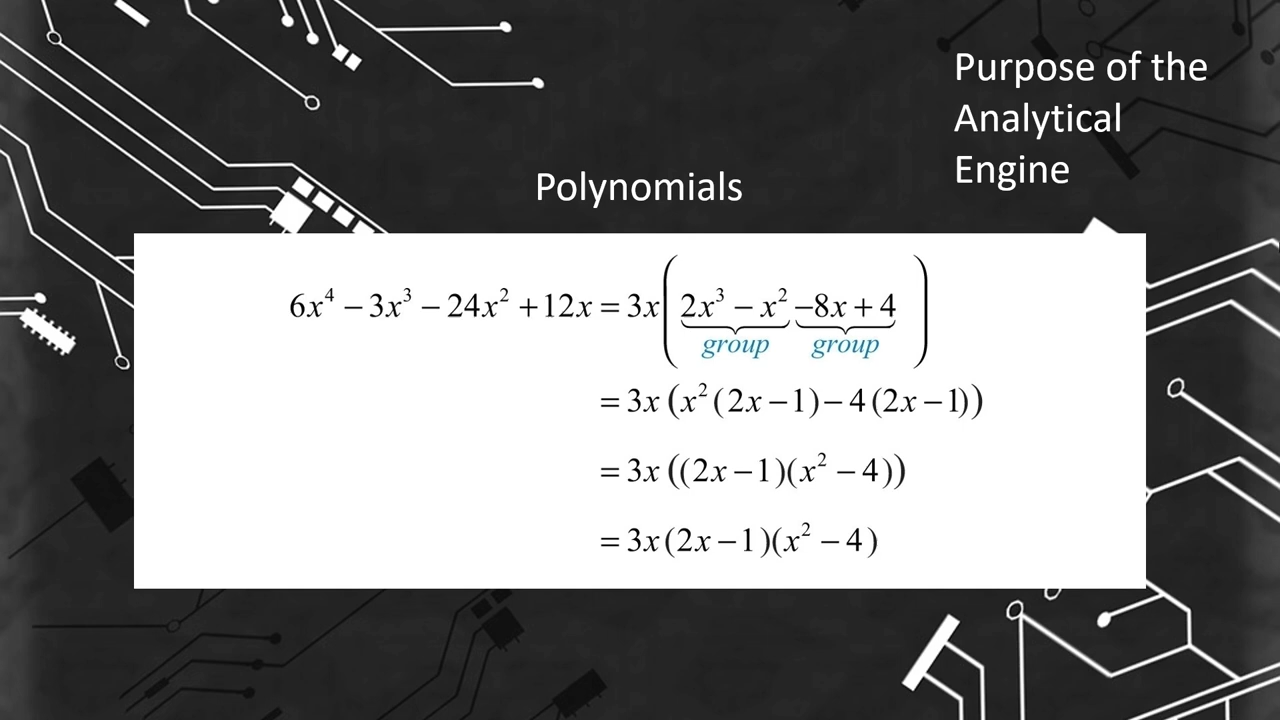 Purpose of the
Analytical
Engine
Polynomials
6x⁴ − 3x³ − 24x² + 12x = 3x(2x³ − x² −8x + 4)
group group
= 3x(x²(2x − 1) − 4(2x − 1))
= 3x((2x − 1)(x² − 4))
= 3x(2x − 1)(x² − 4)